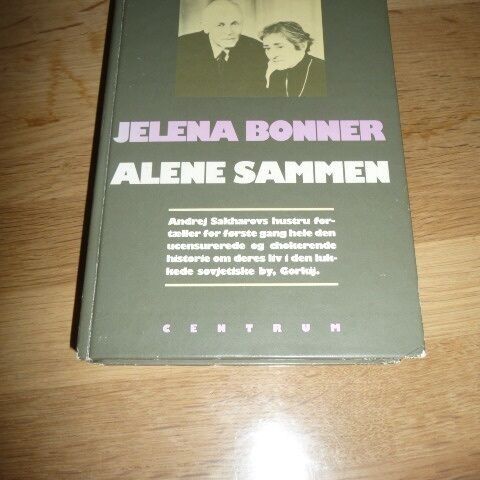 JELENA BONNER
ALENE SAMMEN
Andrej Sakharovs hustru for-
tæller for første gang hele den
ucensurerede og chokerende
historie om deres liv i den luk-
kede sovjetiske by, Gorkij.
CENTRUM